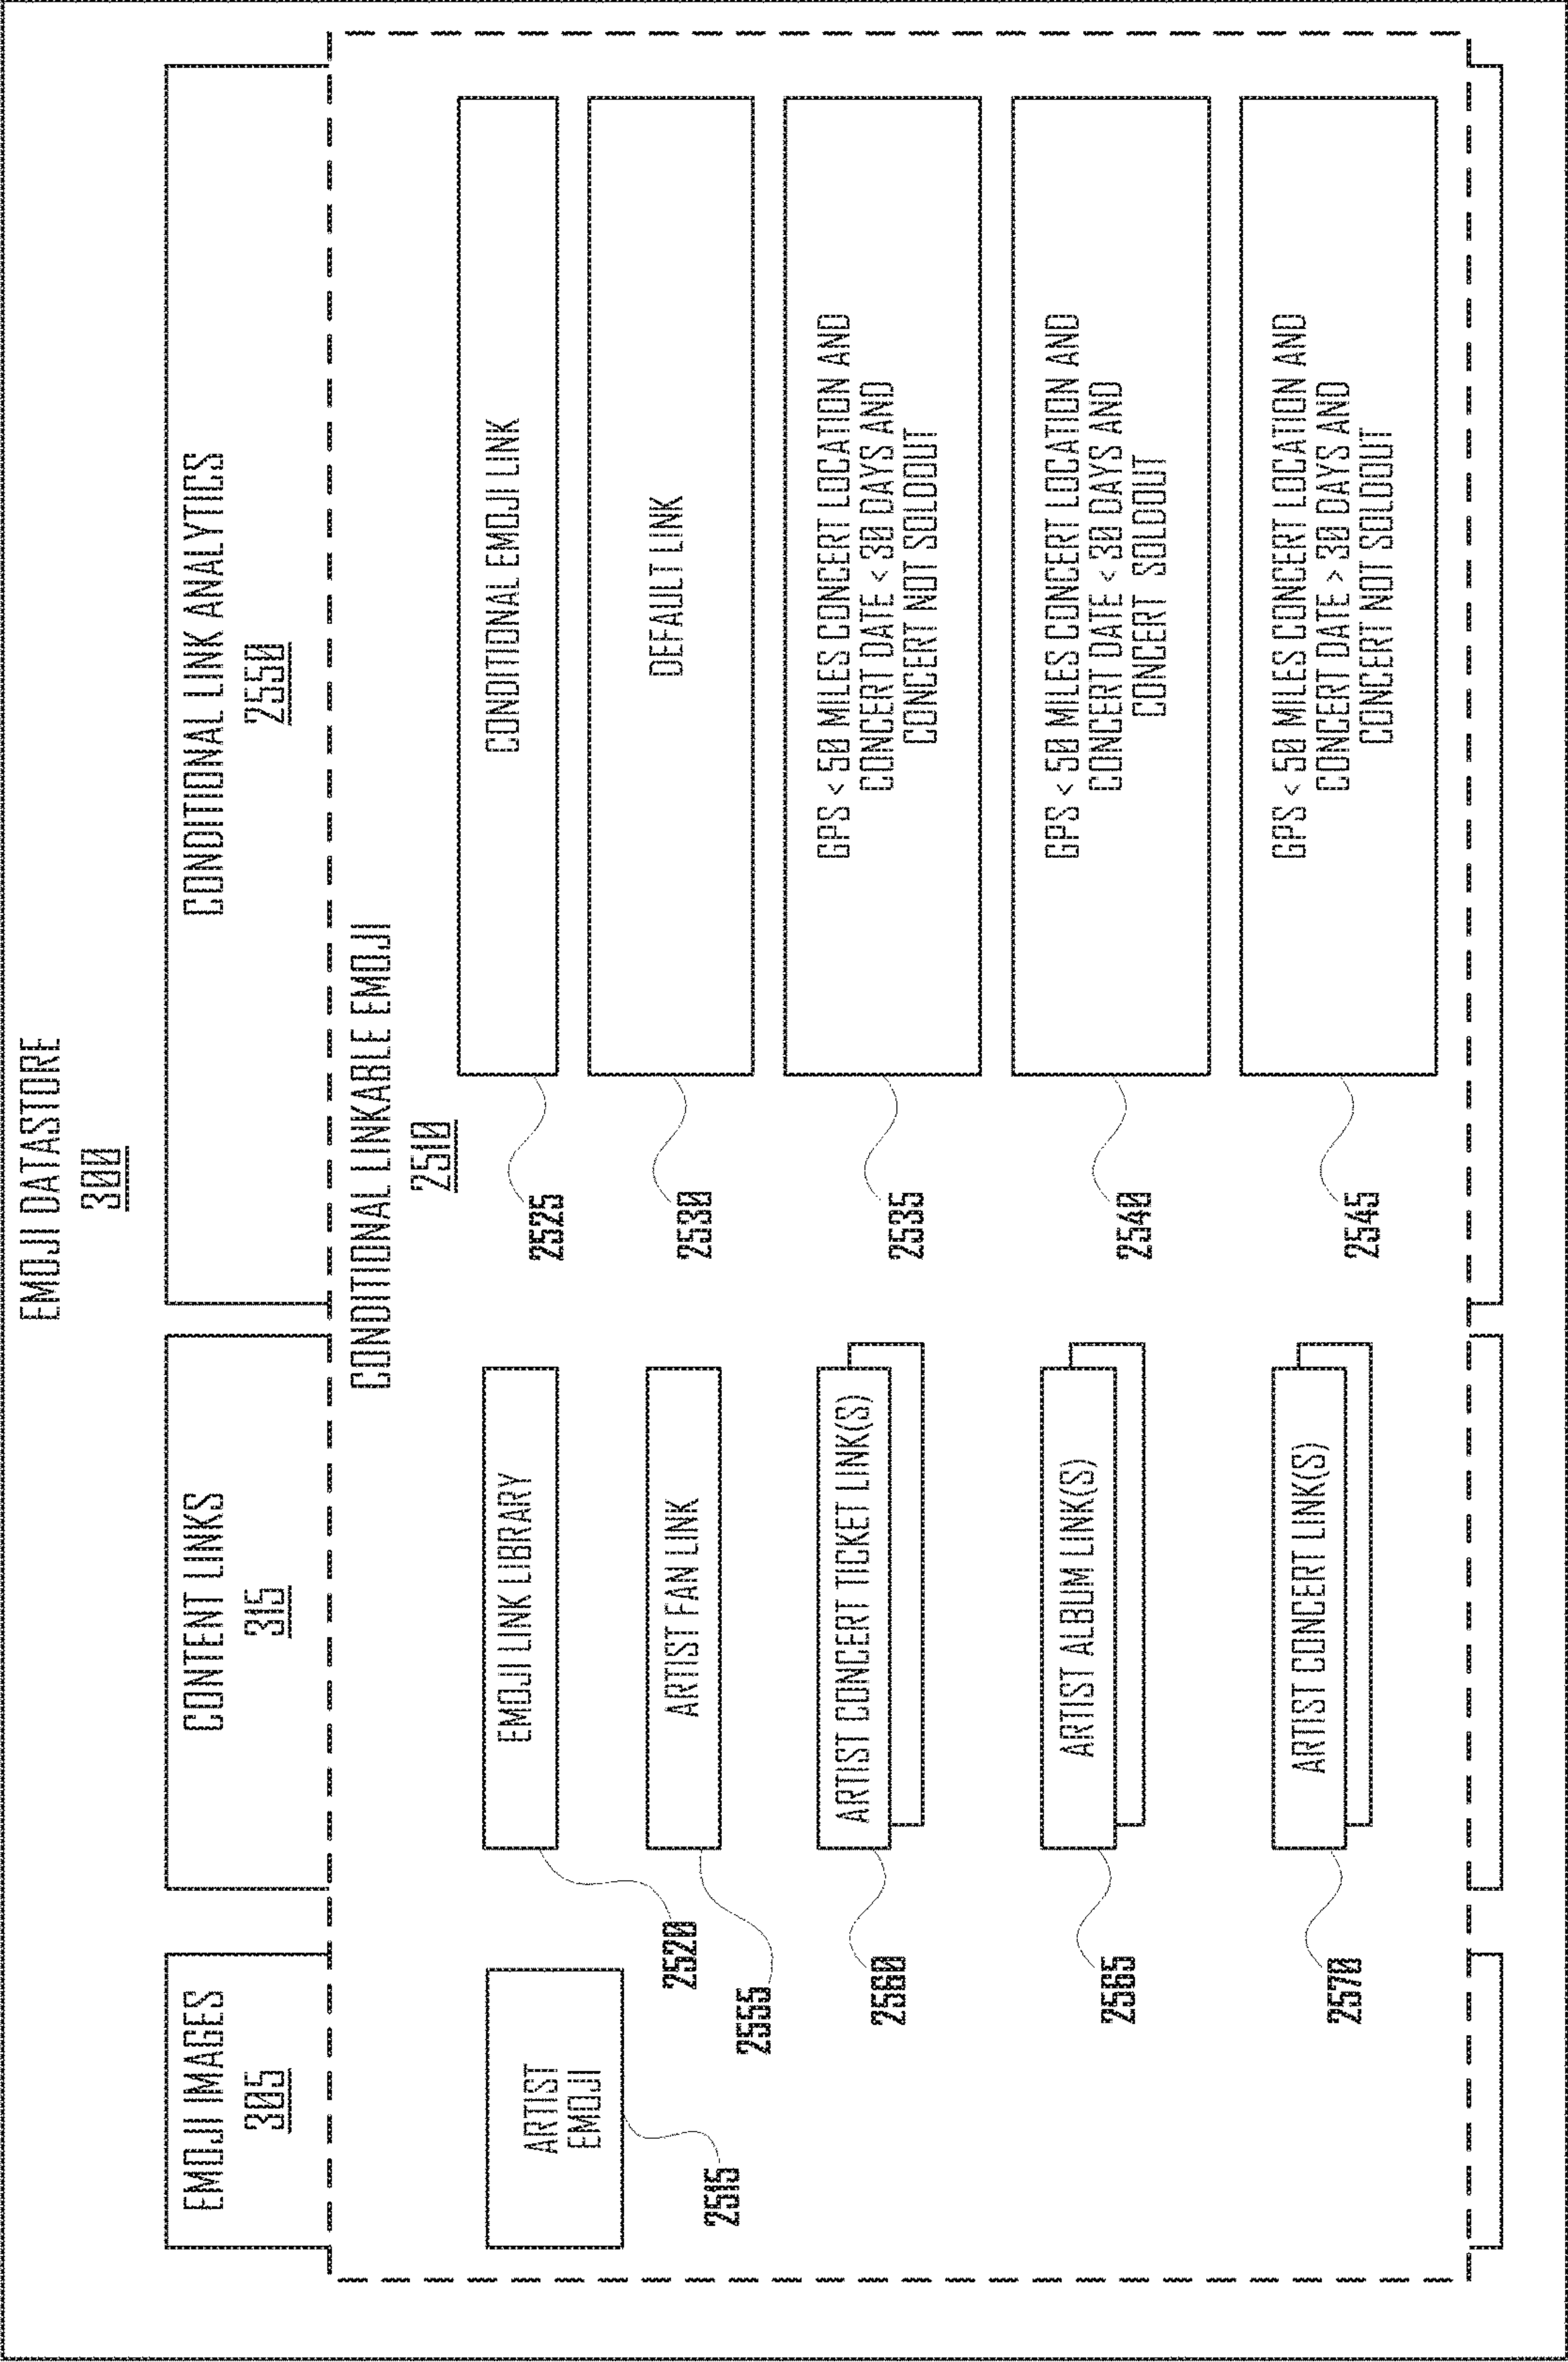 EMOJI DATASTORE
300
EMOJI IMAGES
305
CONTENT LINKS
315
CONDITIONAL LINK ANALYTICS
2550
CONDITIONAL LINKABLE EMOJI
2510
ARTIST
EMOJI
2515
EMOJI LINK LIBRARY
2520
CONDITIONAL EMOJI LINK
2525
ARTIST FAN LINK
2555
DEFAULT LINK
2530
ARTIST CONCERT TICKET LINK(S)
2560
GPS < 50 MILES CONCERT LOCATION AND
CONCERT DATE < 30 DAYS AND
CONCERT NOT SOLDOUT
2535
ARTIST ALBUM LINK(S)
2565
GPS < 50 MILES CONCERT LOCATION AND
CONCERT DATE < 30 DAYS AND
CONCERT SOLDOUT
2540
ARTIST CONCERT LINK(S)
2570
GPS < 50 MILES CONCERT LOCATION AND
CONCERT DATE > 30 DAYS AND
CONCERT NOT SOLDOUT
2545